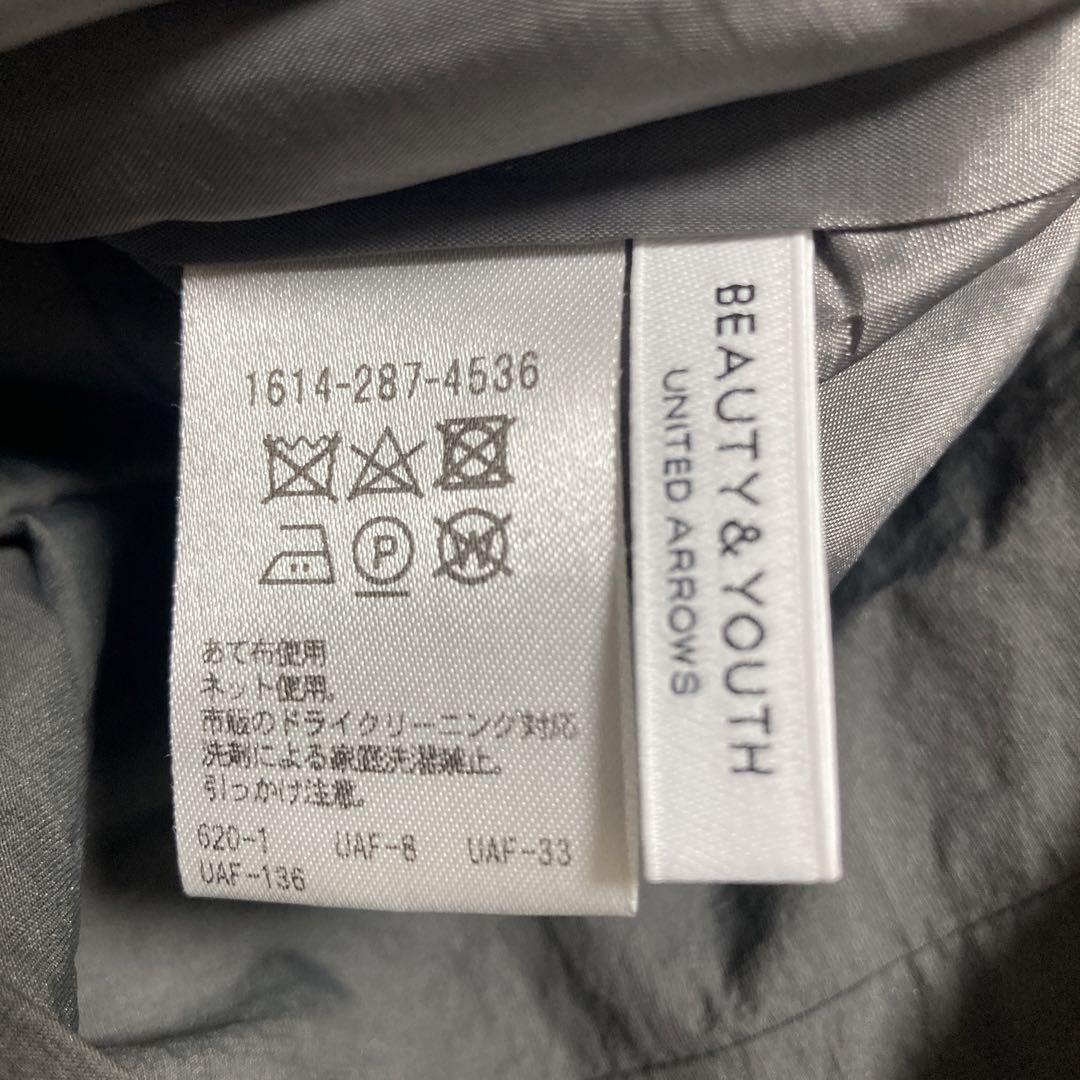 1614-287-4536
P
W
あて布使用
ネット使用。
市販のドライクリーニング対応
洗剤による家庭洗濯禁止。
引っかけ注意。
620-1 UAF-8 UAF-33
UAF-136
BEAUTY & YOUTH
UNITED ARROWS